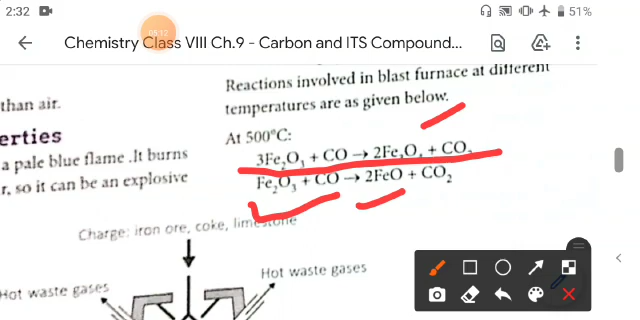 2:32
51%
05:12
Chemistry Class VIII Ch.9 - Carbon and ITS Compound...
than air.
erties
a pale blue flame .It burns
r, so it can be an explosive
Reactions involved in blast furnace at different
temperatures are as given below.
At 500°C:
3Fe₂O₃ + CO → 2Fe₃O₄ + CO₂
Fe₂O₃ + CO → 2FeO + CO₂
Charge: iron ore, coke, limestone
Hot waste gases
Hot waste gases